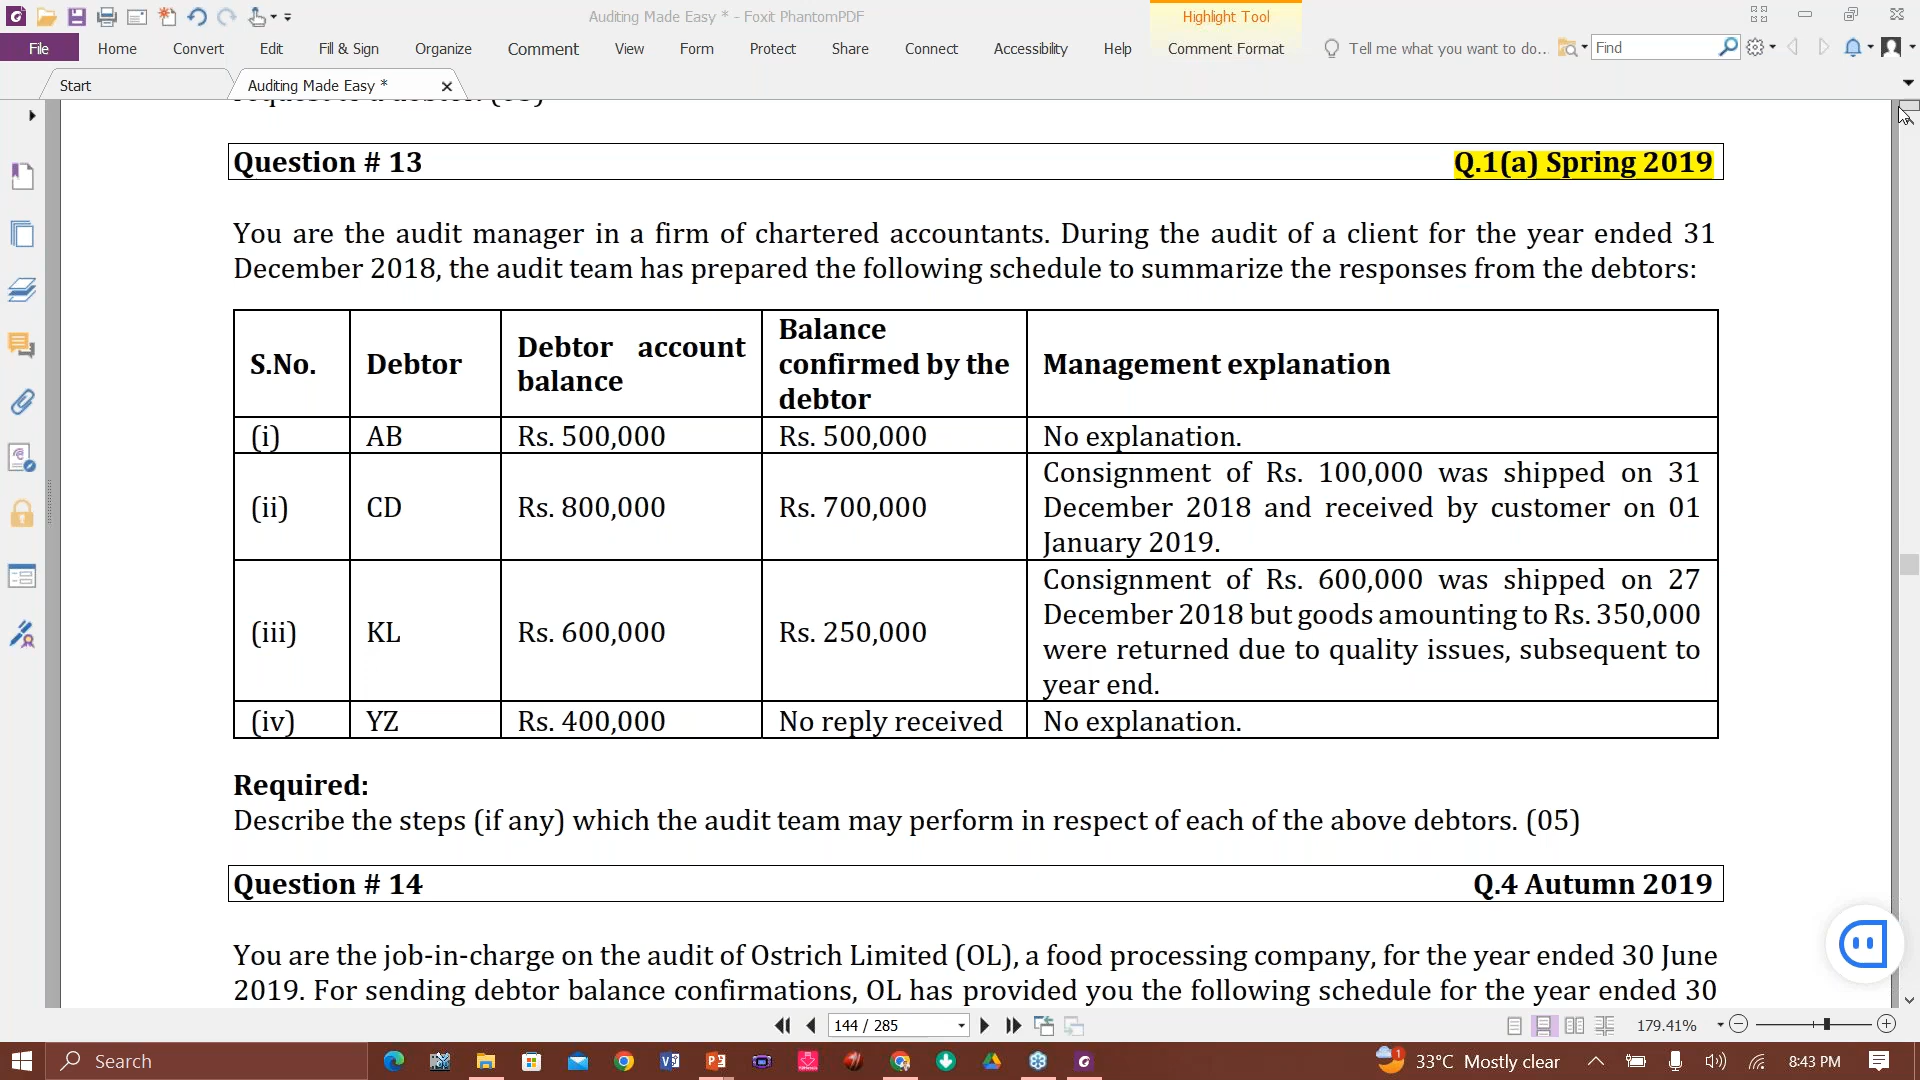 Auditing Made Easy * - Foxit PhantomPDF
Highlight Tool
File
Home
Convert
Edit
Fill & Sign
Organize
Comment
View
Form
Protect
Share
Connect
Accessibility
Help
Comment Format
Tell me what you want to do...
Find
Start
Auditing Made Easy *
Question # 13
Q.1(a) Spring 2019
You are the audit manager in a firm of chartered accountants. During the audit of a client for the year ended 31
December 2018, the audit team has prepared the following schedule to summarize the responses from the debtors:
S.No.
Debtor
Debtor account
balance
Balance
confirmed by the
debtor
Management explanation
(i)
AB
Rs. 500,000
Rs. 500,000
No explanation.
(ii)
CD
Rs. 800,000
Rs. 700,000
Consignment of Rs. 100,000 was shipped on 31
December 2018 and received by customer on 01
January 2019.
(iii)
KL
Rs. 600,000
Rs. 250,000
Consignment of Rs. 600,000 was shipped on 27
December 2018 but goods amounting to Rs. 350,000
were returned due to quality issues, subsequent to
year end.
(iv)
YZ
Rs. 400,000
No reply received
No explanation.
Required:
Describe the steps (if any) which the audit team may perform in respect of each of the above debtors. (05)
Question # 14
Q.4 Autumn 2019
You are the job-in-charge on the audit of Ostrich Limited (OL), a food processing company, for the year ended 30 June
2019. For sending debtor balance confirmations, OL has provided you the following schedule for the year ended 30
144 / 285
179.41%
Search
33°C Mostly clear
8:43 PM